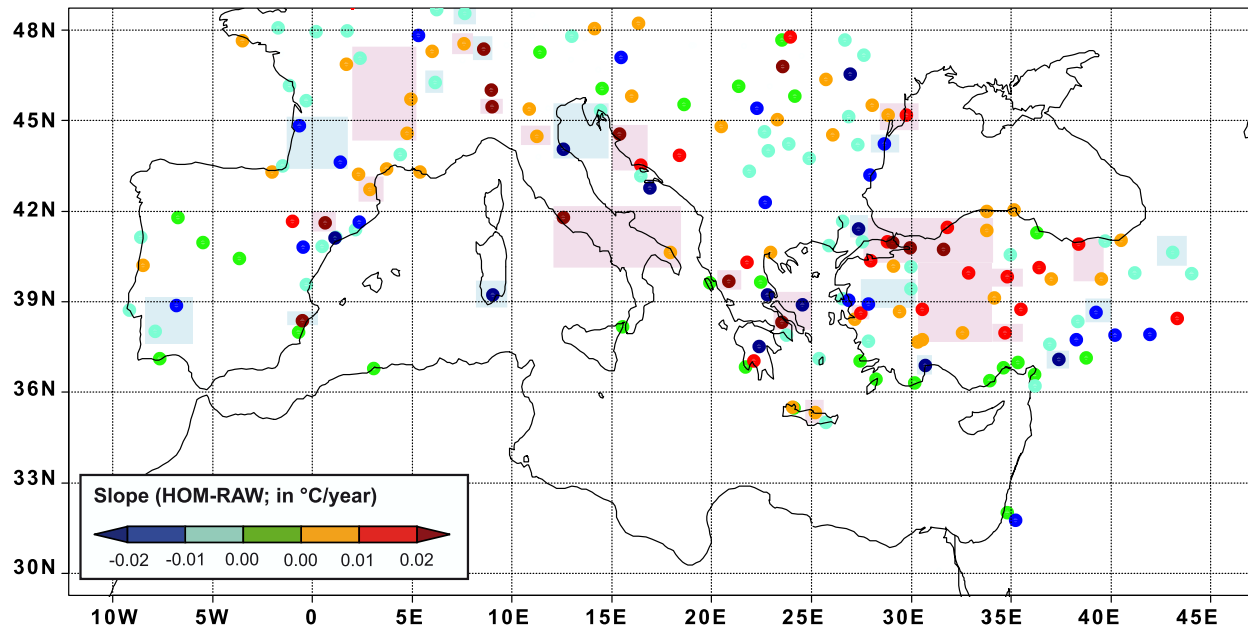 48N
45N
42N
39N
36N
33N
30N
Slope (HOM-RAW; in °C/year)
-0.02 -0.01 0.00 0.00 0.01 0.02
10W 5W 0 5E 10E 15E 20E 25E 30E 35E 40E 45E